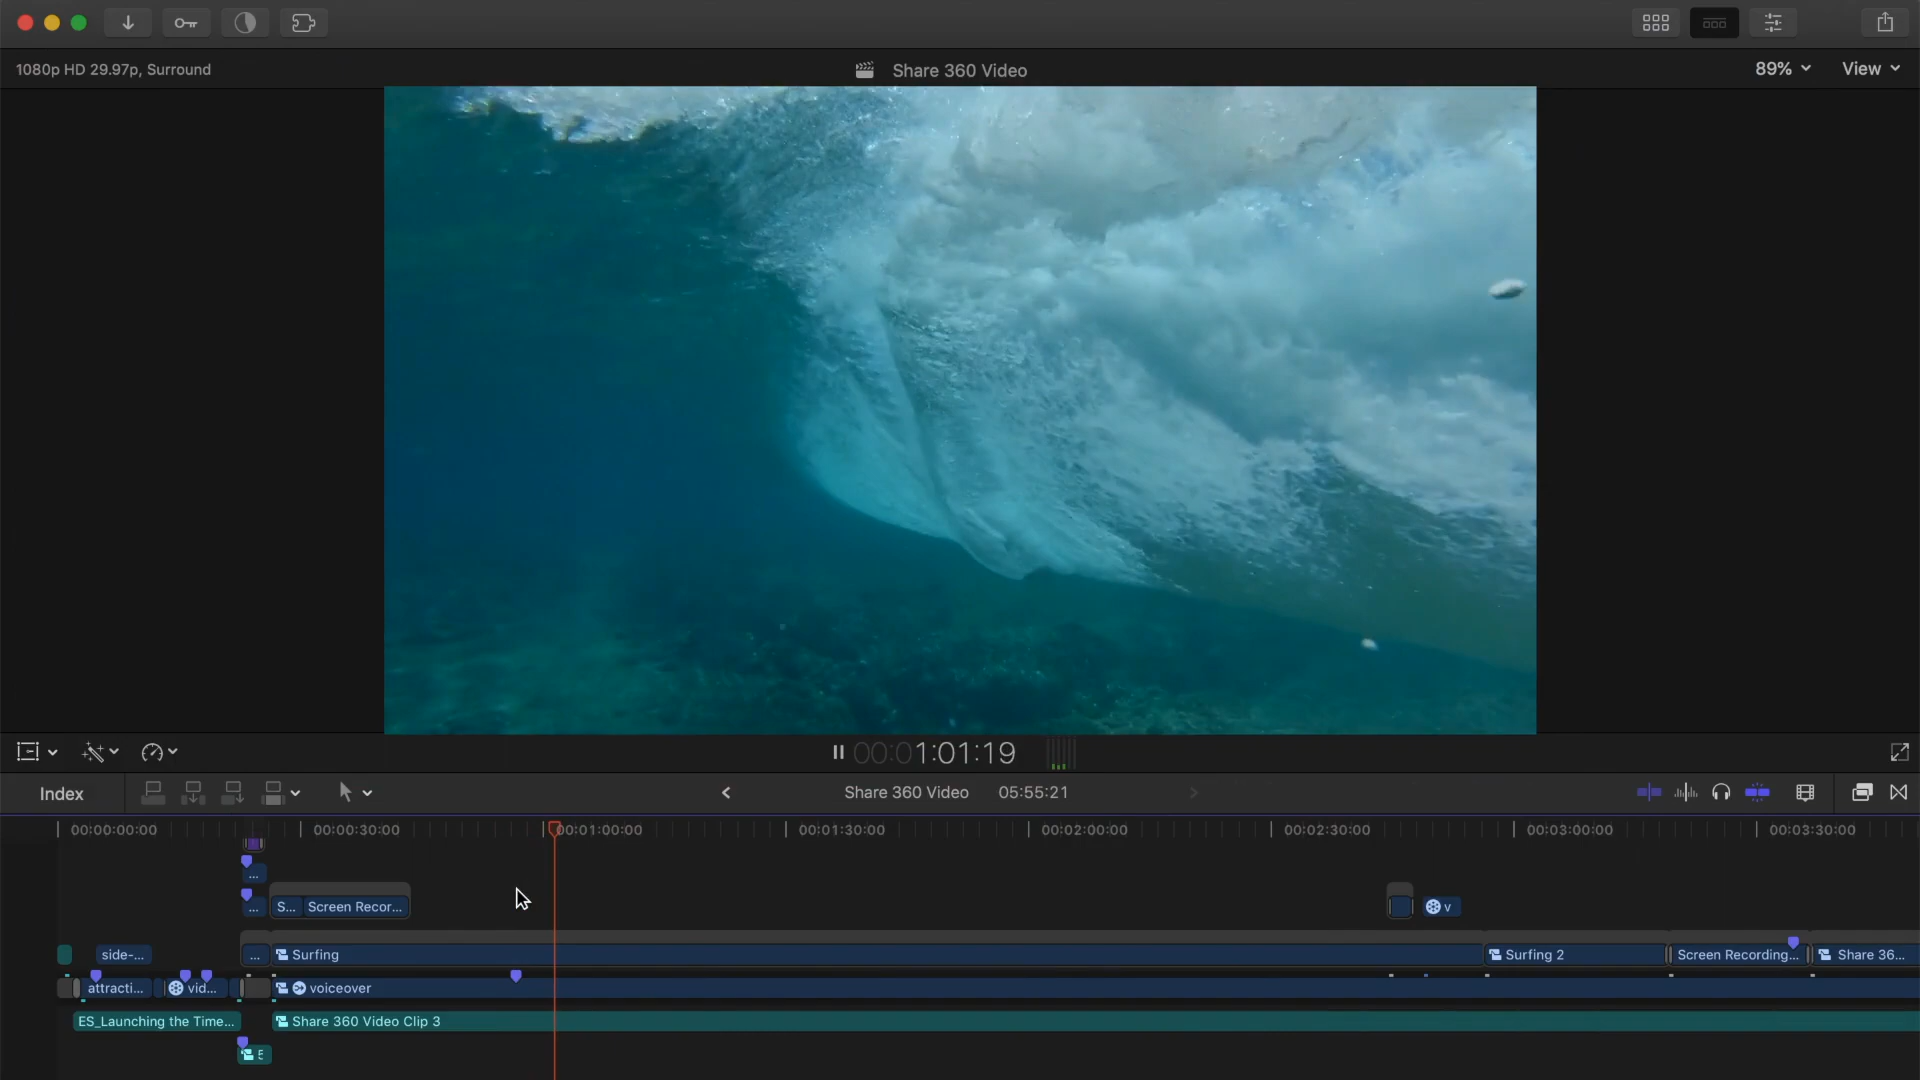 1080p HD 29.97p, Surround
Share 360 Video
89%
View
00:01:01:19
Index
Share 360 Video
05:55:21
00:00:00:00
00:00:30:00
00:01:00:00
00:01:30:00
00:02:00:00
00:02:30:00
00:03:00:00
00:03:30:00
...
...
S...
Screen Recor...
v
side-...
...
Surfing
Surfing 2
Screen Recording...
Share 36...
attracti...
vid...
voiceover
ES_Launching the Time...
Share 360 Video Clip 3
E